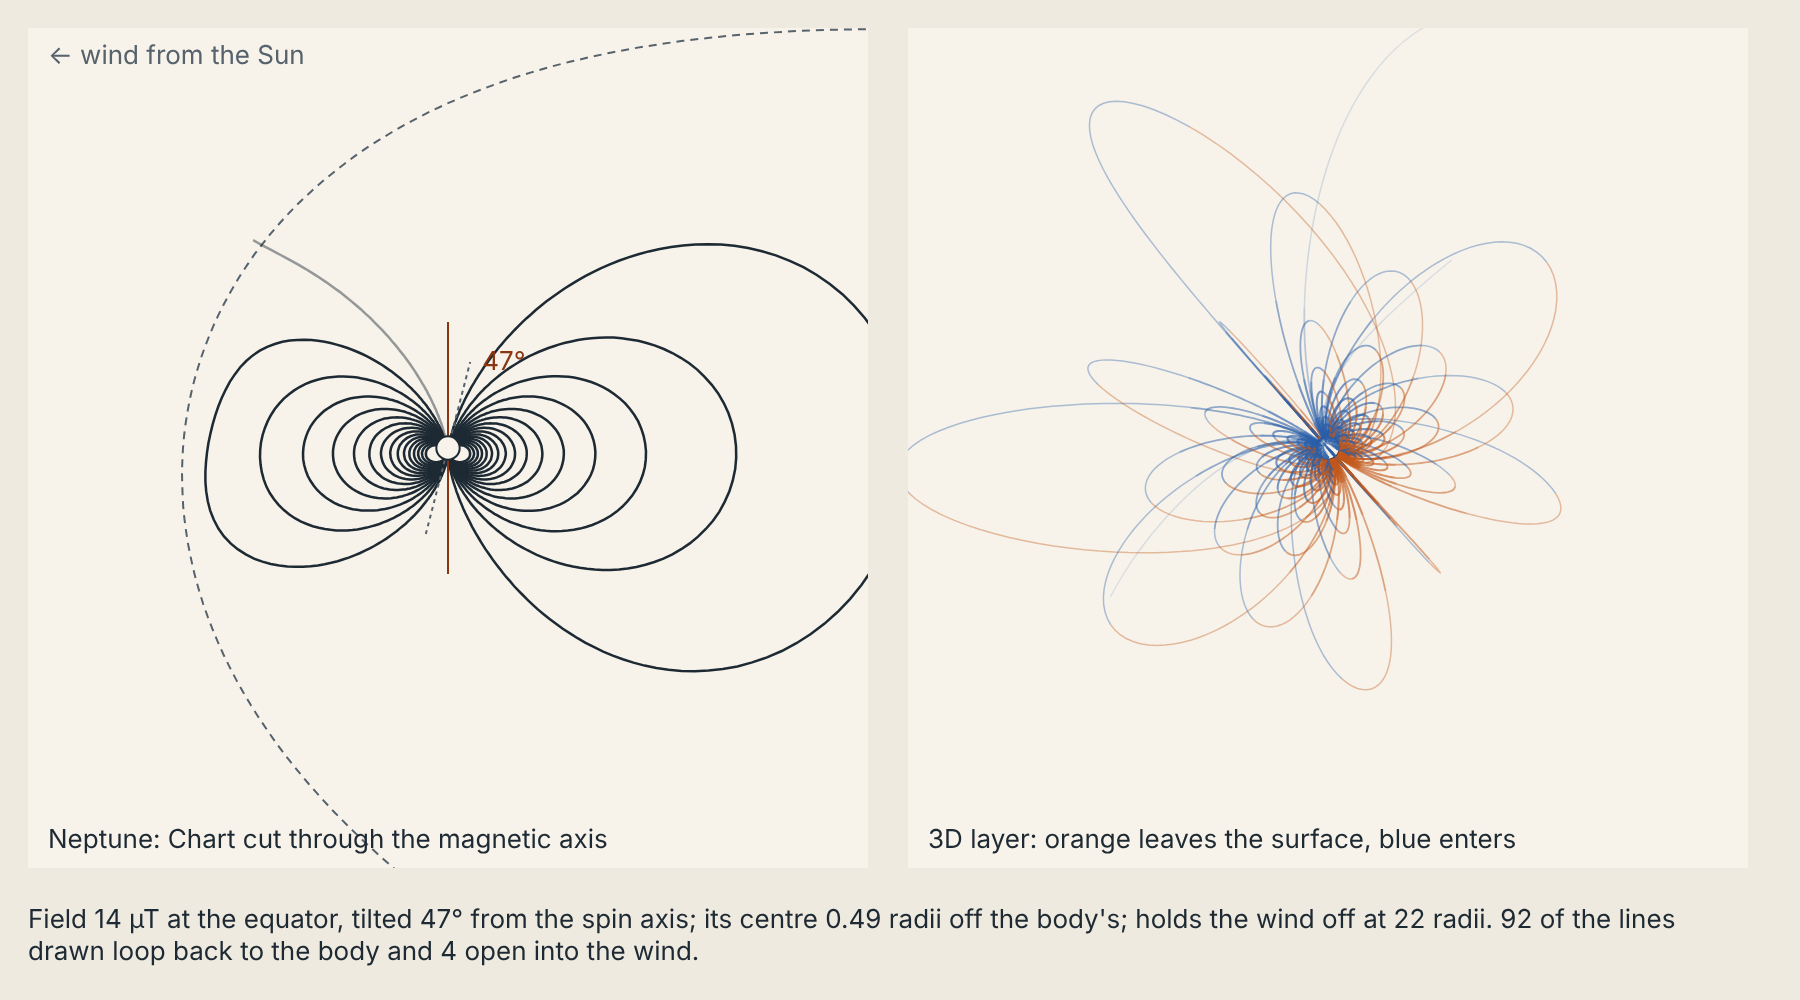 ← wind from the Sun
47°
Neptune: Chart cut through the magnetic axis
3D layer: orange leaves the surface, blue enters
Field 14 µT at the equator, tilted 47° from the spin axis; its centre 0.49 radii off the body's; holds the wind off at 22 radii. 92 of the lines
drawn loop back to the body and 4 open into the wind.